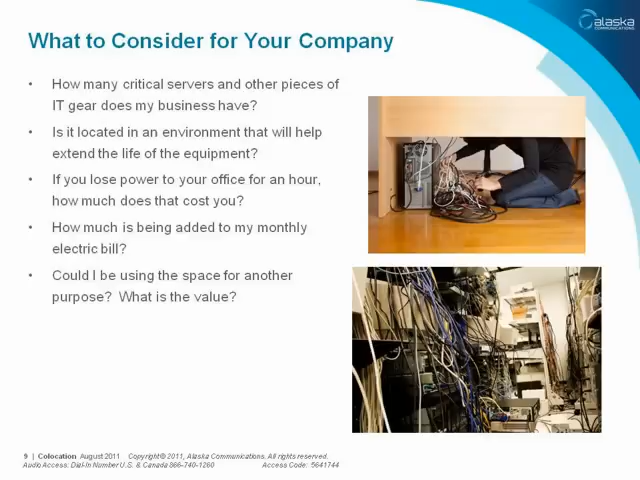 alaska
COMMUNICATIONS
What to Consider for Your Company
• How many critical servers and other pieces of
IT gear does my business have?
• Is it located in an environment that will help
extend the life of the equipment?
• If you lose power to your office for an hour,
how much does that cost you?
• How much is being added to my monthly
electric bill?
• Could I be using the space for another
purpose? What is the value?
9 | Colocation August 2011 Copyright © 2011, Alaska Communications. All rights reserved.
Audio Access: Dial-In Number U.S. & Canada 866-740-1260 Access Code: 5641744